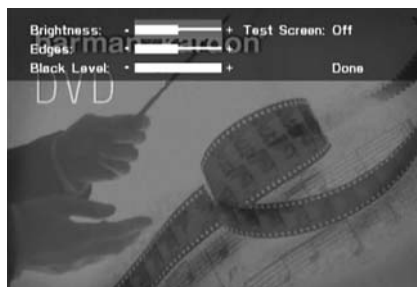 Brightness: - + Test Screen: Off
Edges: - +
Black Level: - + Done
harman/kardon
DVD